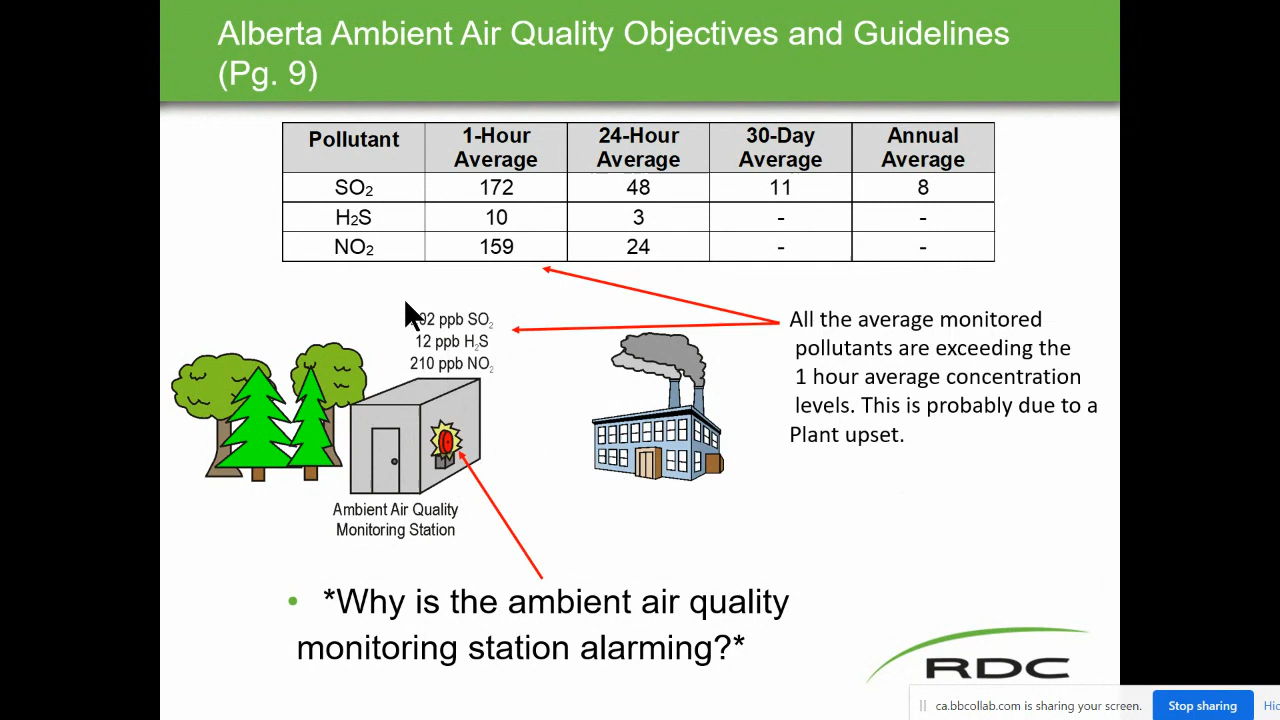 Alberta Ambient Air Quality Objectives and Guidelines
(Pg. 9)
Pollutant 1-Hour Average 24-Hour Average 30-Day Average Annual Average
SO₂ 172 48 11 8
H₂S 10 3 - -
NO₂ 159 24 - -
ppb SO₂
12 ppb H₂S
210 ppb NO₂
All the average monitored
pollutants are exceeding the
1 hour average concentration
levels. This is probably due to a
Plant upset.
Ambient Air Quality
Monitoring Station
• *Why is the ambient air quality
monitoring station alarming?*
RDC
ca.bbcollab.com is sharing your screen.
Stop sharing